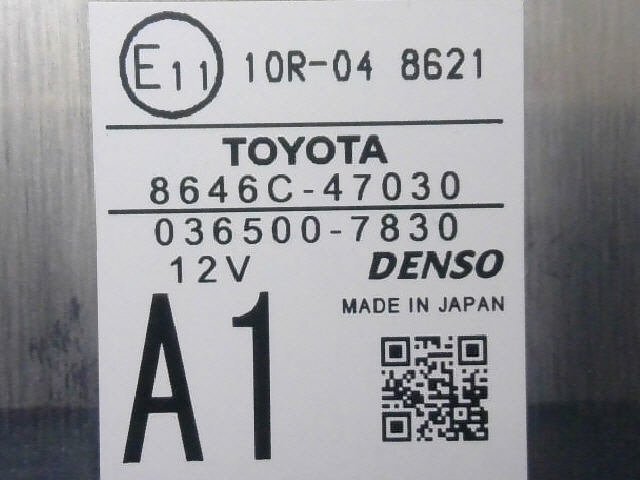 E11 10R-04 8621
TOYOTA
8646C-47030
036500-7830
12V DENSO
MADE IN JAPAN
A1